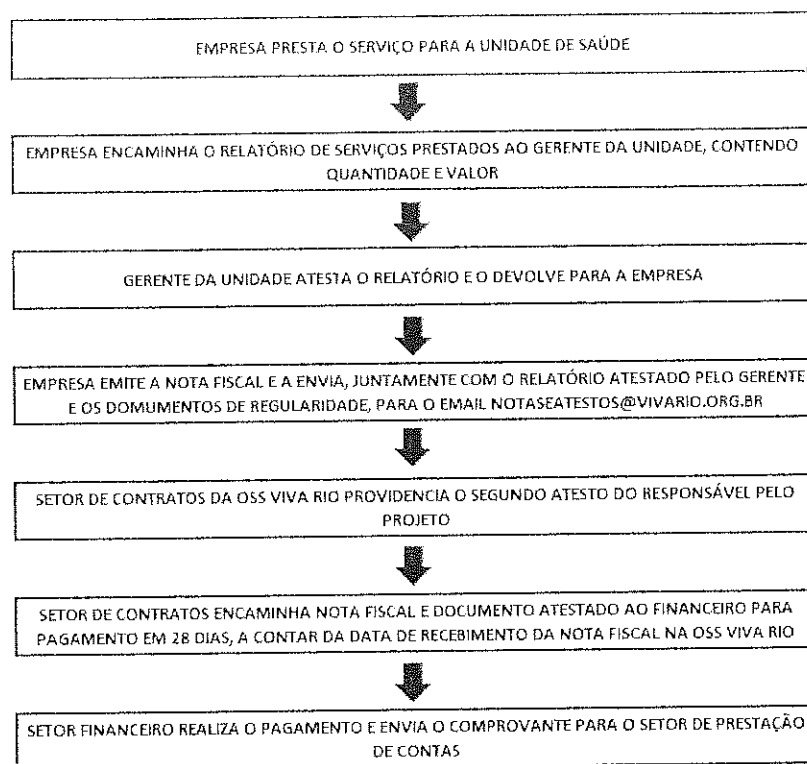 EMPRESA PRESTA O SERVIÇO PARA A UNIDADE DE SAÚDE
EMPRESA ENCAMINHA O RELATÓRIO DE SERVIÇOS PRESTADOS AO GERENTE DA UNIDADE, CONTENDO
QUANTIDADE E VALOR
GERENTE DA UNIDADE ATESTA O RELATÓRIO E O DEVOLVE PARA A EMPRESA
EMPRESA EMITE A NOTA FISCAL E A ENVIA, JUNTAMENTE COM O RELATÓRIO ATESTADO PELO GERENTE
E OS DOMUMENTOS DE REGULARIDADE, PARA O EMAIL NOTASEATESTOS@VIVARIO.ORG.BR
SETOR DE CONTRATOS DA OSS VIVA RIO PROVIDENCIA O SEGUNDO ATESTO DO RESPONSÁVEL PELO
PROJETO
SETOR DE CONTRATOS ENCAMINHA NOTA FISCAL E DOCUMENTO ATESTADO AO FINANCEIRO PARA
PAGAMENTO EM 28 DIAS, A CONTAR DA DATA DE RECEBIMENTO DA NOTA FISCAL NA OSS VIVA RIO
SETOR FINANCEIRO REALIZA O PAGAMENTO E ENVIA O COMPROVANTE PARA O SETOR DE PRESTAÇÃO
DE CONTAS